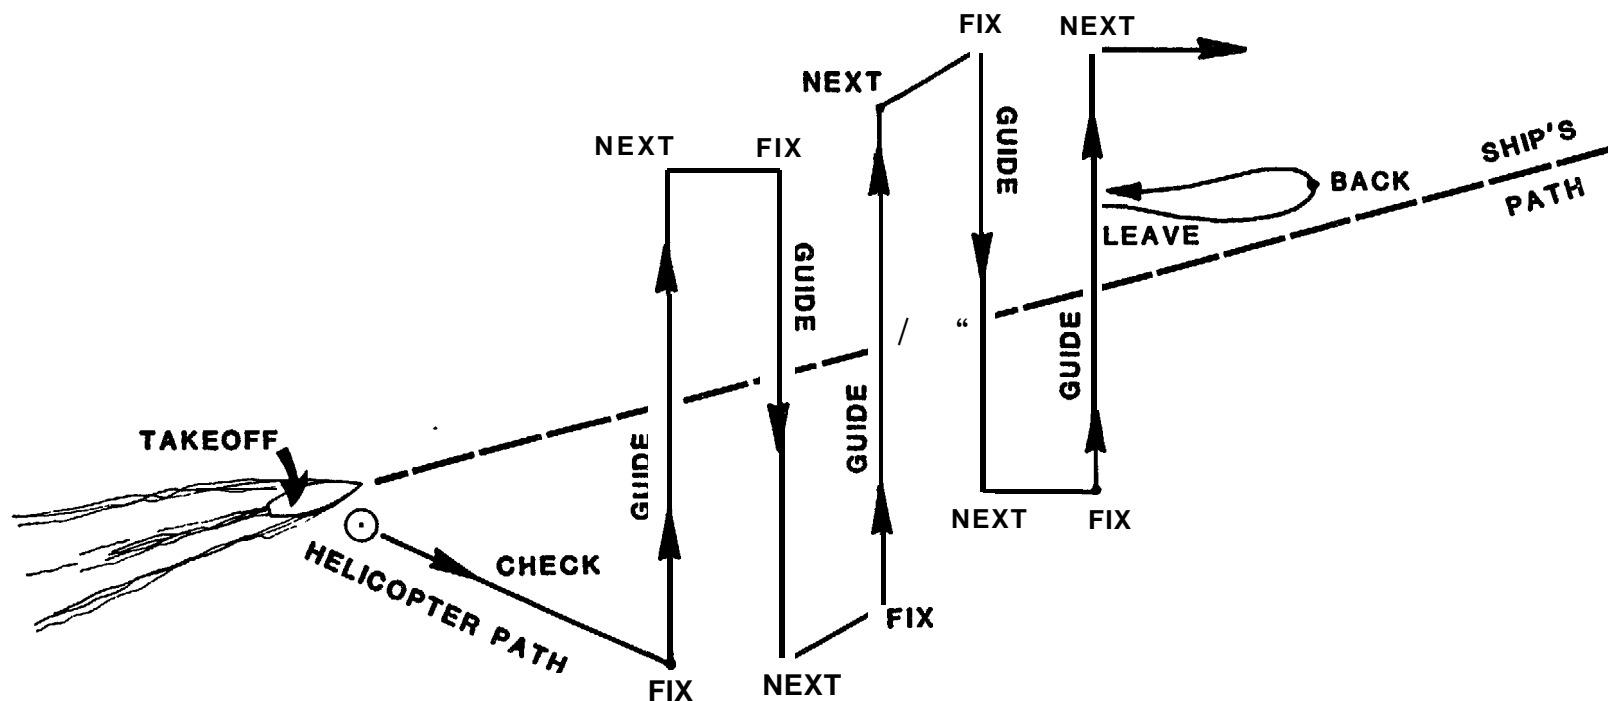 FIX
NEXT
NEXT
GUIDE
NEXT
FIX
SHIP'S
PATH
BACK
LEAVE
GUIDE
/ “
GUIDE
GUIDE
TAKEOFF
GUIDE
NEXT
FIX
CHECK
HELICOPTER PATH
FIX
FIX
NEXT